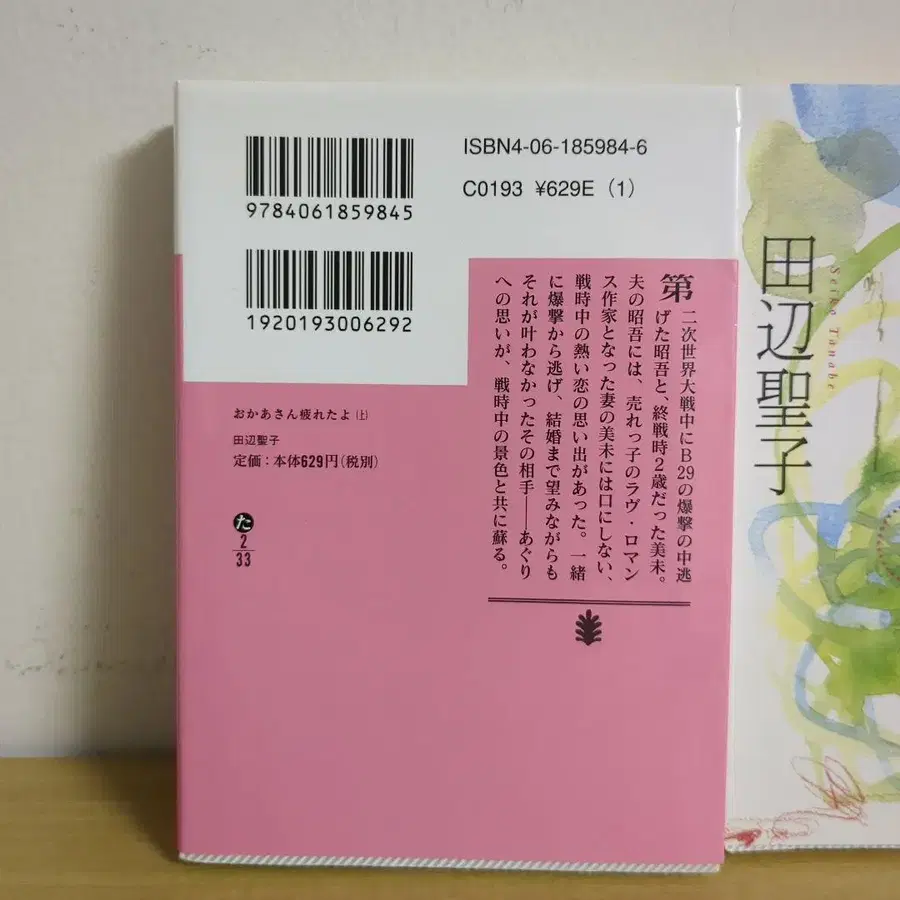 9784061859845
1920193006292
ISBN4-06-185984-6
C0193 ¥629E (1)
第二次世界大戦中にB29の爆撃の中逃
げた昭吾と、終戦時2歳だった美未。
夫の昭吾には、売れっ子のラヴ・ロマン
ス作家となった妻の美未には口にしない、
戦時中の熱い恋の思い出があった。一緒
に爆撃から逃げ、結婚まで望みながらも
それが叶わなかったその相手――あぐり
への思いが、戦時中の景色と共に蘇る。
おかあさん疲れたよ(上)
田辺聖子
定価:本体629円(税別)
た
2
33
田辺聖子
Seiko Tanabe